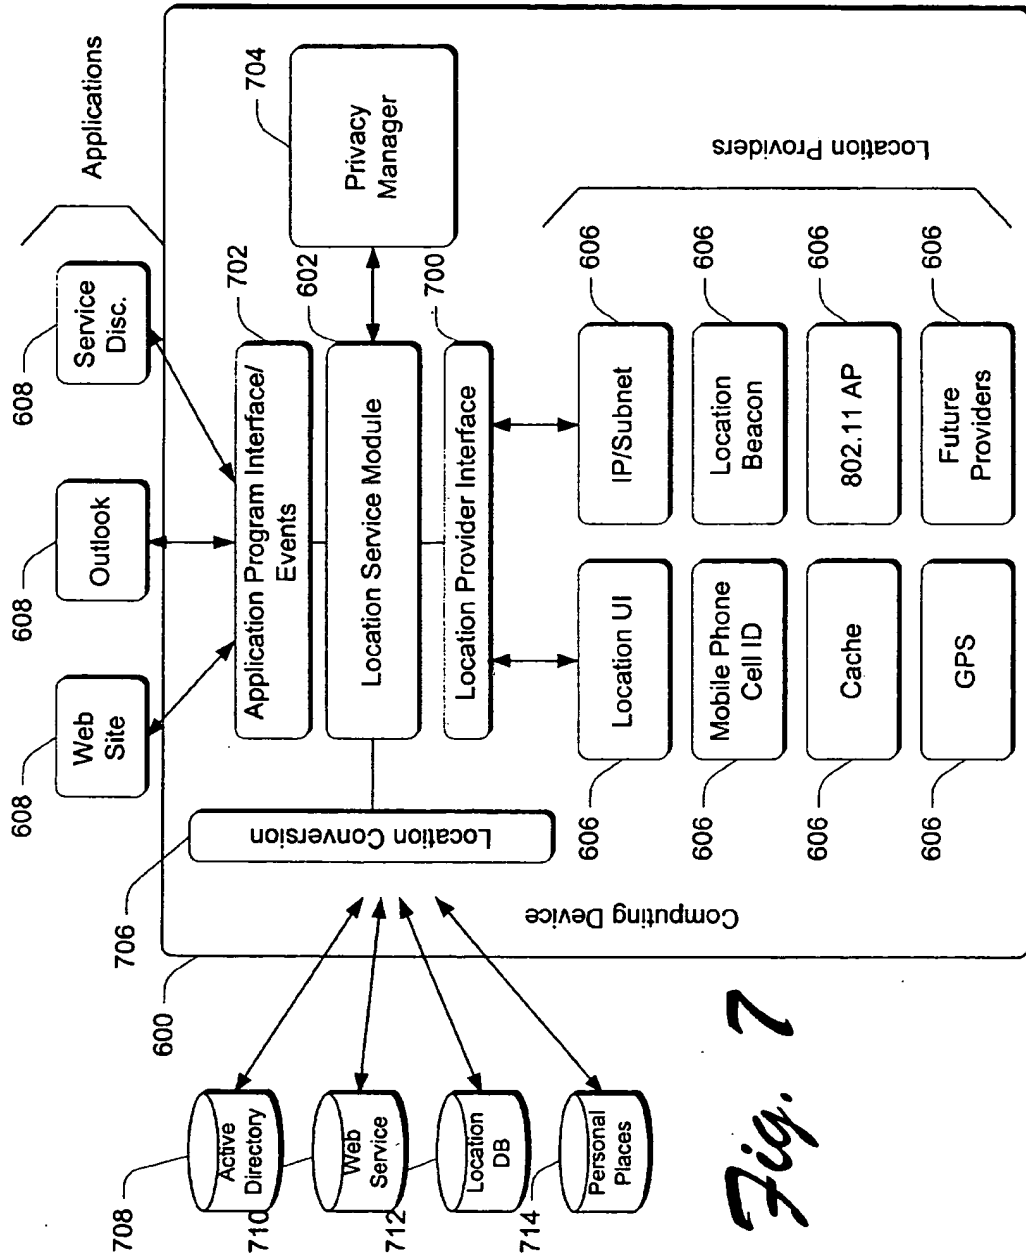 608
608
608
Web
Site
Outlook
Service
Disc.
Applications
600
706
702
602
700
704
Application Program Interface/
Events
Location Service Module
Location Provider Interface
Privacy
Manager
Location Conversion
Computing Device
708
Active
Directory
710
Web
Service
712
Location
DB
714
Personal
Places
Location Providers
606
Location UI
606
IP/Subnet
606
Mobile Phone
Cell ID
606
Location
Beacon
606
Cache
606
802.11 AP
606
GPS
606
Future
Providers
Fig. 7